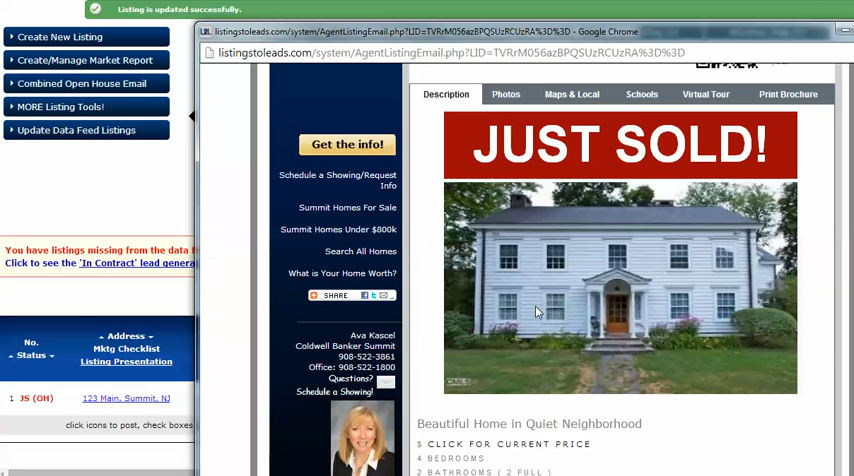 Listing is updated successfully.
Create New Listing
Create/Manage Market Report
Combined Open House Email
MORE Listing Tools!
Update Data Feed Listings
You have listings missing from the data f
Click to see the 'In Contract' lead genera
No.
Status
Address
Mktg Checklist
Listing Presentation
1 JS (OH) 123 Main, Summit, NJ
click icons to post, check boxes
listingstoleads.com/system/AgentListingEmail.php?LID=TVRrM056azBPQSUzRCUzRA%3D%3D - Google Chrome
listingstoleads.com/system/AgentListingEmail.php?LID=TVRrM056azBPQSUzRCUzRA%3D%3D
Get the info!
Schedule a Showing/Request
Info
Summit Homes For Sale
Summit Homes Under $800k
Search All Homes
What is Your Home Worth?
SHARE
Ava Kascel
Coldwell Banker Summit
908-522-3861
Office: 908-522-1800
Questions?
Schedule a Showing!
Description Photos Maps & Local Schools Virtual Tour Print Brochure
JUST SOLD!
Beautiful Home in Quiet Neighborhood
$ CLICK FOR CURRENT PRICE
4 BEDROOMS
2 BATHROOMS ( 2 FULL )